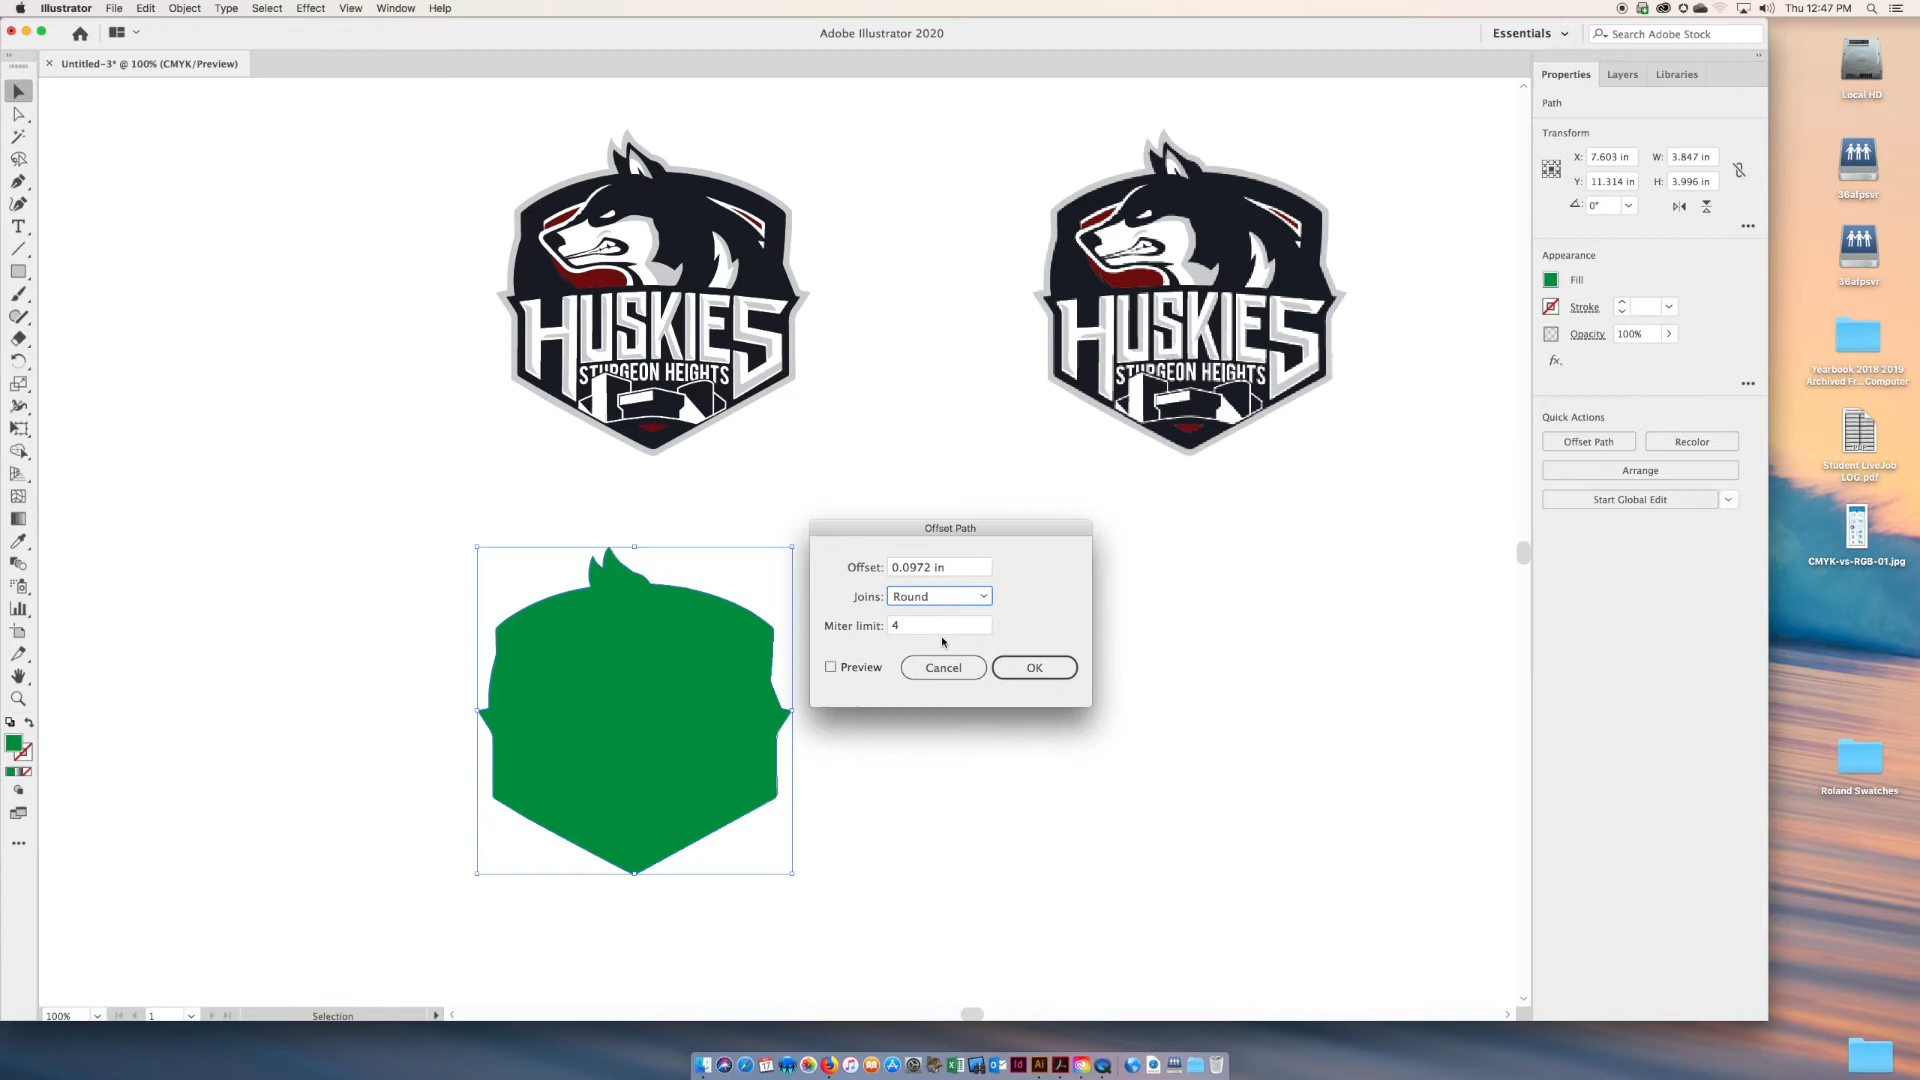 Illustrator File Edit Object Type Select Effect View Window Help
Thu 12:47 PM
Adobe Illustrator 2020
Essentials
Search Adobe Stock
Untitled-3* @ 100% (CMYK/Preview)
Properties Layers Libraries
Path
Transform
X: 7.603 in W: 3.847 in
Y: 11.314 in H: 3.996 in
0°
Appearance
Fill
Stroke
Opacity 100%
fx.
Quick Actions
Offset Path Recolor
Arrange
Start Global Edit
HUSKIES
STURGEON HEIGHTS
HUSKIES
STURGEON HEIGHTS
Offset Path
Offset: 0.0972 in
Joins: Round
Miter limit: 4
Preview Cancel OK
100% 1 Selection
Local HD
36afpsvr
36afpsvr
Yearbook 2018 2019
Archived Fr...Computer
Student LiveJob
LOG.pdf
CMYK-vs-RGB-01.jpg
Roland Swatches
17
Id
Ai